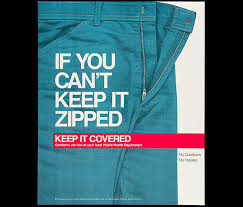 IF YOU
CAN'T
KEEP IT
ZIPPED
KEEP IT COVERED
Condoms are free at your local Public Health Department
No Questions
No Hassles